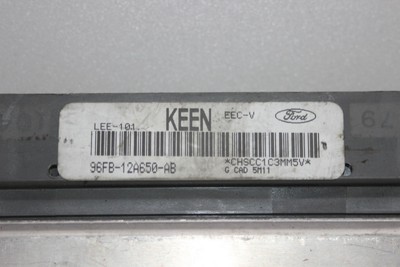 KEEN EEC-V Ford
LEE-101
96FB-12A650-AB *CHSCC1C3MM5V*
G CAD 5M11